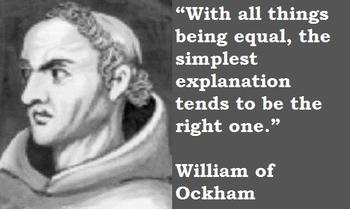 “With all things
being equal, the
simplest
explanation
tends to be the
right one.”
William of
Ockham